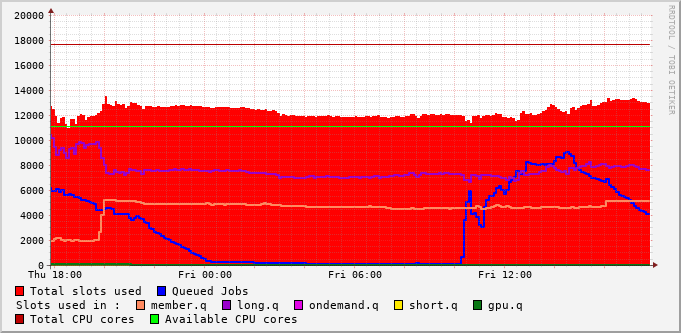 RRDTOOL / TOBI OETIKER
20000
18000
16000
14000
12000
10000
8000
6000
4000
2000
0
Thu 18:00 Fri 00:00 Fri 06:00 Fri 12:00
Total slots used Queued Jobs
Slots used in : member.q long.q ondemand.q short.q gpu.q
Total CPU cores Available CPU cores